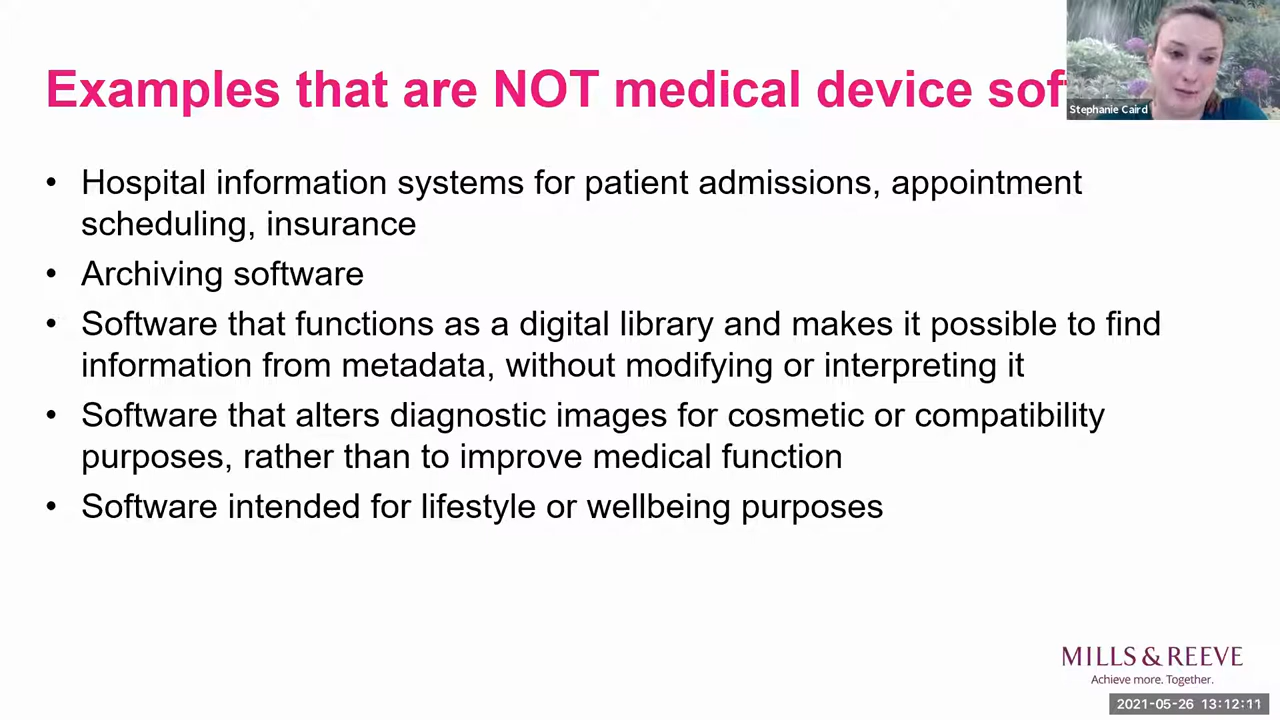 Examples that are NOT medical device
Stephanie Caird
• Hospital information systems for patient admissions, appointment
scheduling, insurance
• Archiving software
• Software that functions as a digital library and makes it possible to find
information from metadata, without modifying or interpreting it
• Software that alters diagnostic images for cosmetic or compatibility
purposes, rather than to improve medical function
• Software intended for lifestyle or wellbeing purposes
MILLS & REEVE
Achieve more. Together.
2021-05-26 13:12:11